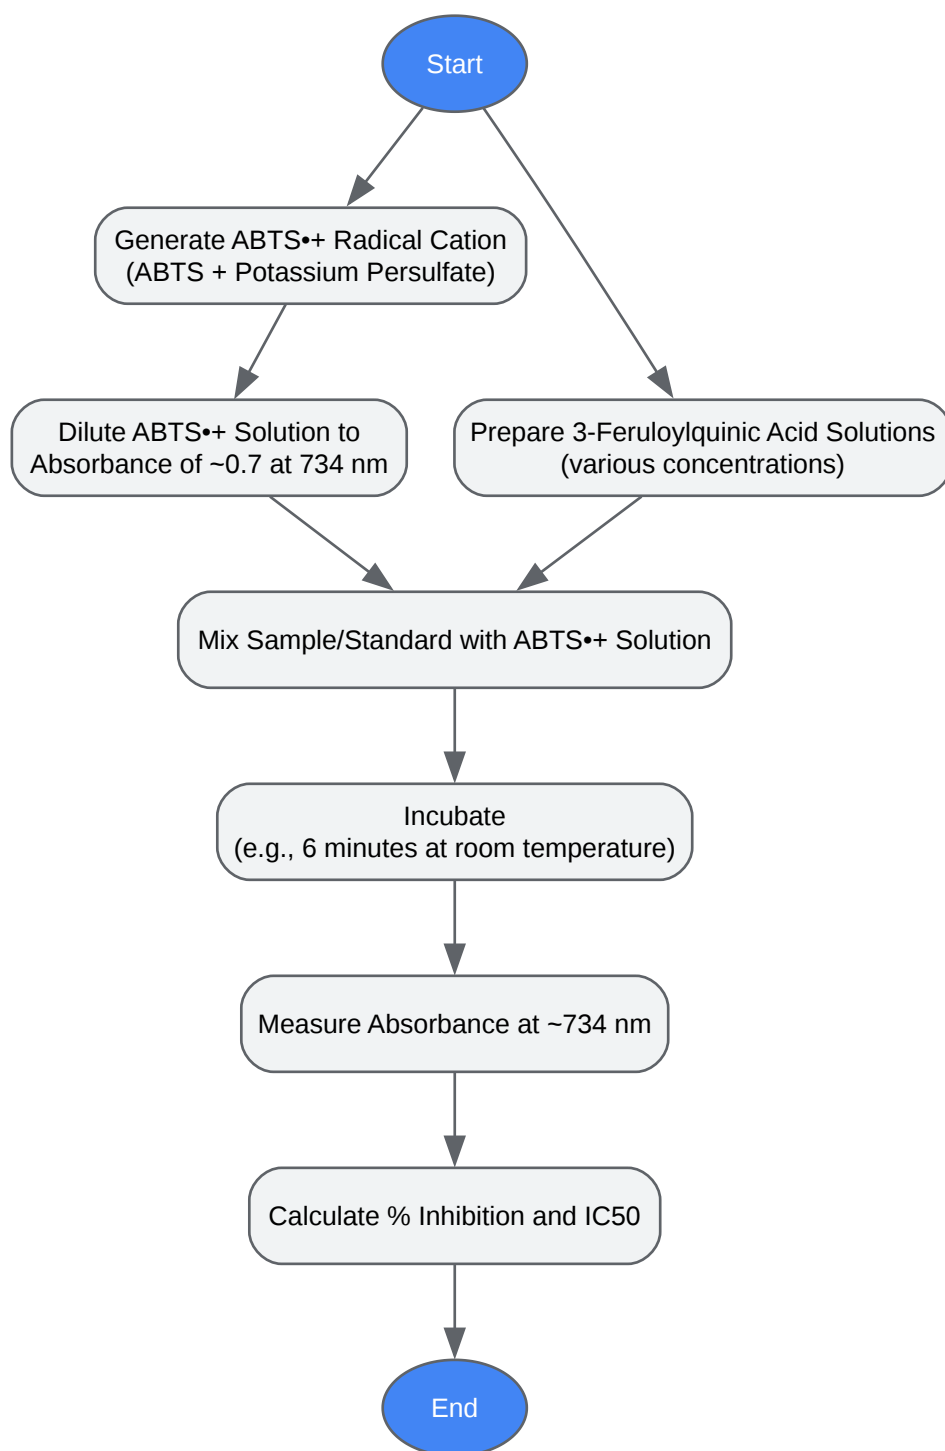 Start
Generate ABTS•+ Radical Cation
(ABTS + Potassium Persulfate)
Dilute ABTS•+ Solution to
Absorbance of ~0.7 at 734 nm
Prepare 3-Feruloylquinic Acid Solutions
(various concentrations)
Mix Sample/Standard with ABTS•+ Solution
Incubate
(e.g., 6 minutes at room temperature)
Measure Absorbance at ~734 nm
Calculate % Inhibition and IC50
End